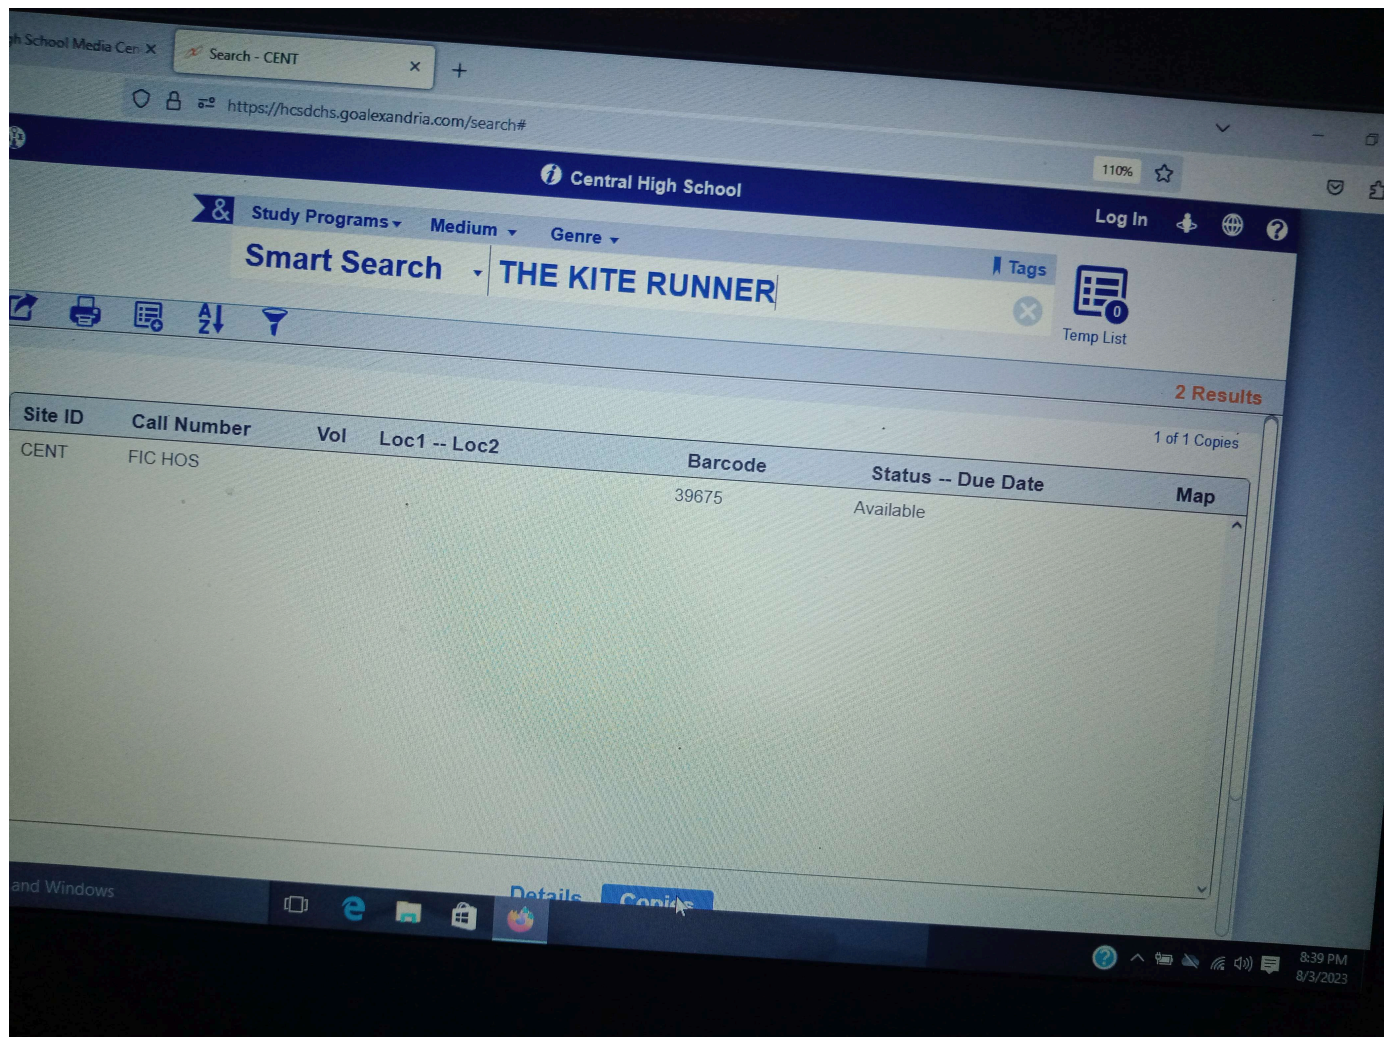 gh School Media Cen
Search - CENT
https://hcsdchs.goalexandria.com/search#
110%
Central High School
Log In
& Study Programs Medium Genre
Tags
Smart Search THE KITE RUNNER
0
Temp List
A
Z
2 Results
1 of 1 Copies
Site ID Call Number Vol Loc1 -- Loc2 Barcode Status -- Due Date Map
CENT FIC HOS 39675 Available
Details Copies
and Windows
8:39 PM
8/3/2023